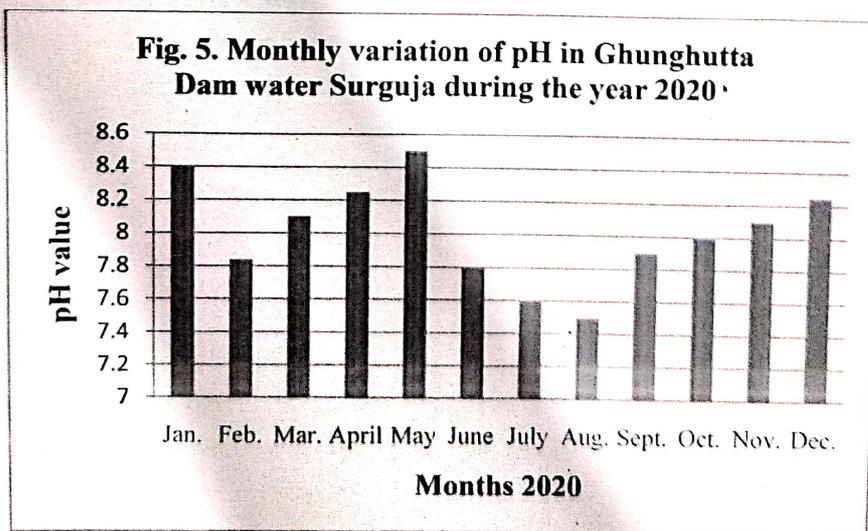 Fig. 5. Monthly variation of pH in Ghunghutta
Dam water Surguja during the year 2020
8.6
8.4
8.2
8
7.8
7.6
7.4
7.2
7
pH value
Jan. Feb. Mar. April May June July Aug. Sept. Oct. Nov. Dec.
Months 2020